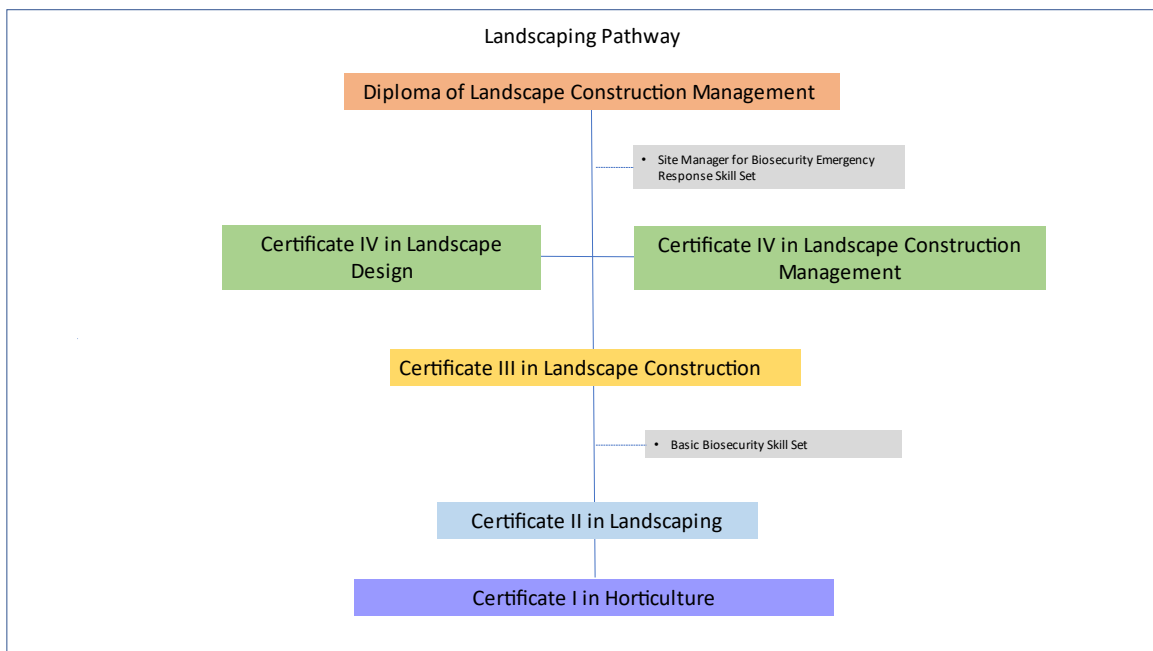 Landscaping Pathway
Diploma of Landscape Construction Management
• Site Manager for Biosecurity Emergency
Response Skill Set
Certificate IV in Landscape
Design
Certificate IV in Landscape Construction
Management
Certificate III in Landscape Construction
• Basic Biosecurity Skill Set
Certificate II in Landscaping
Certificate I in Horticulture